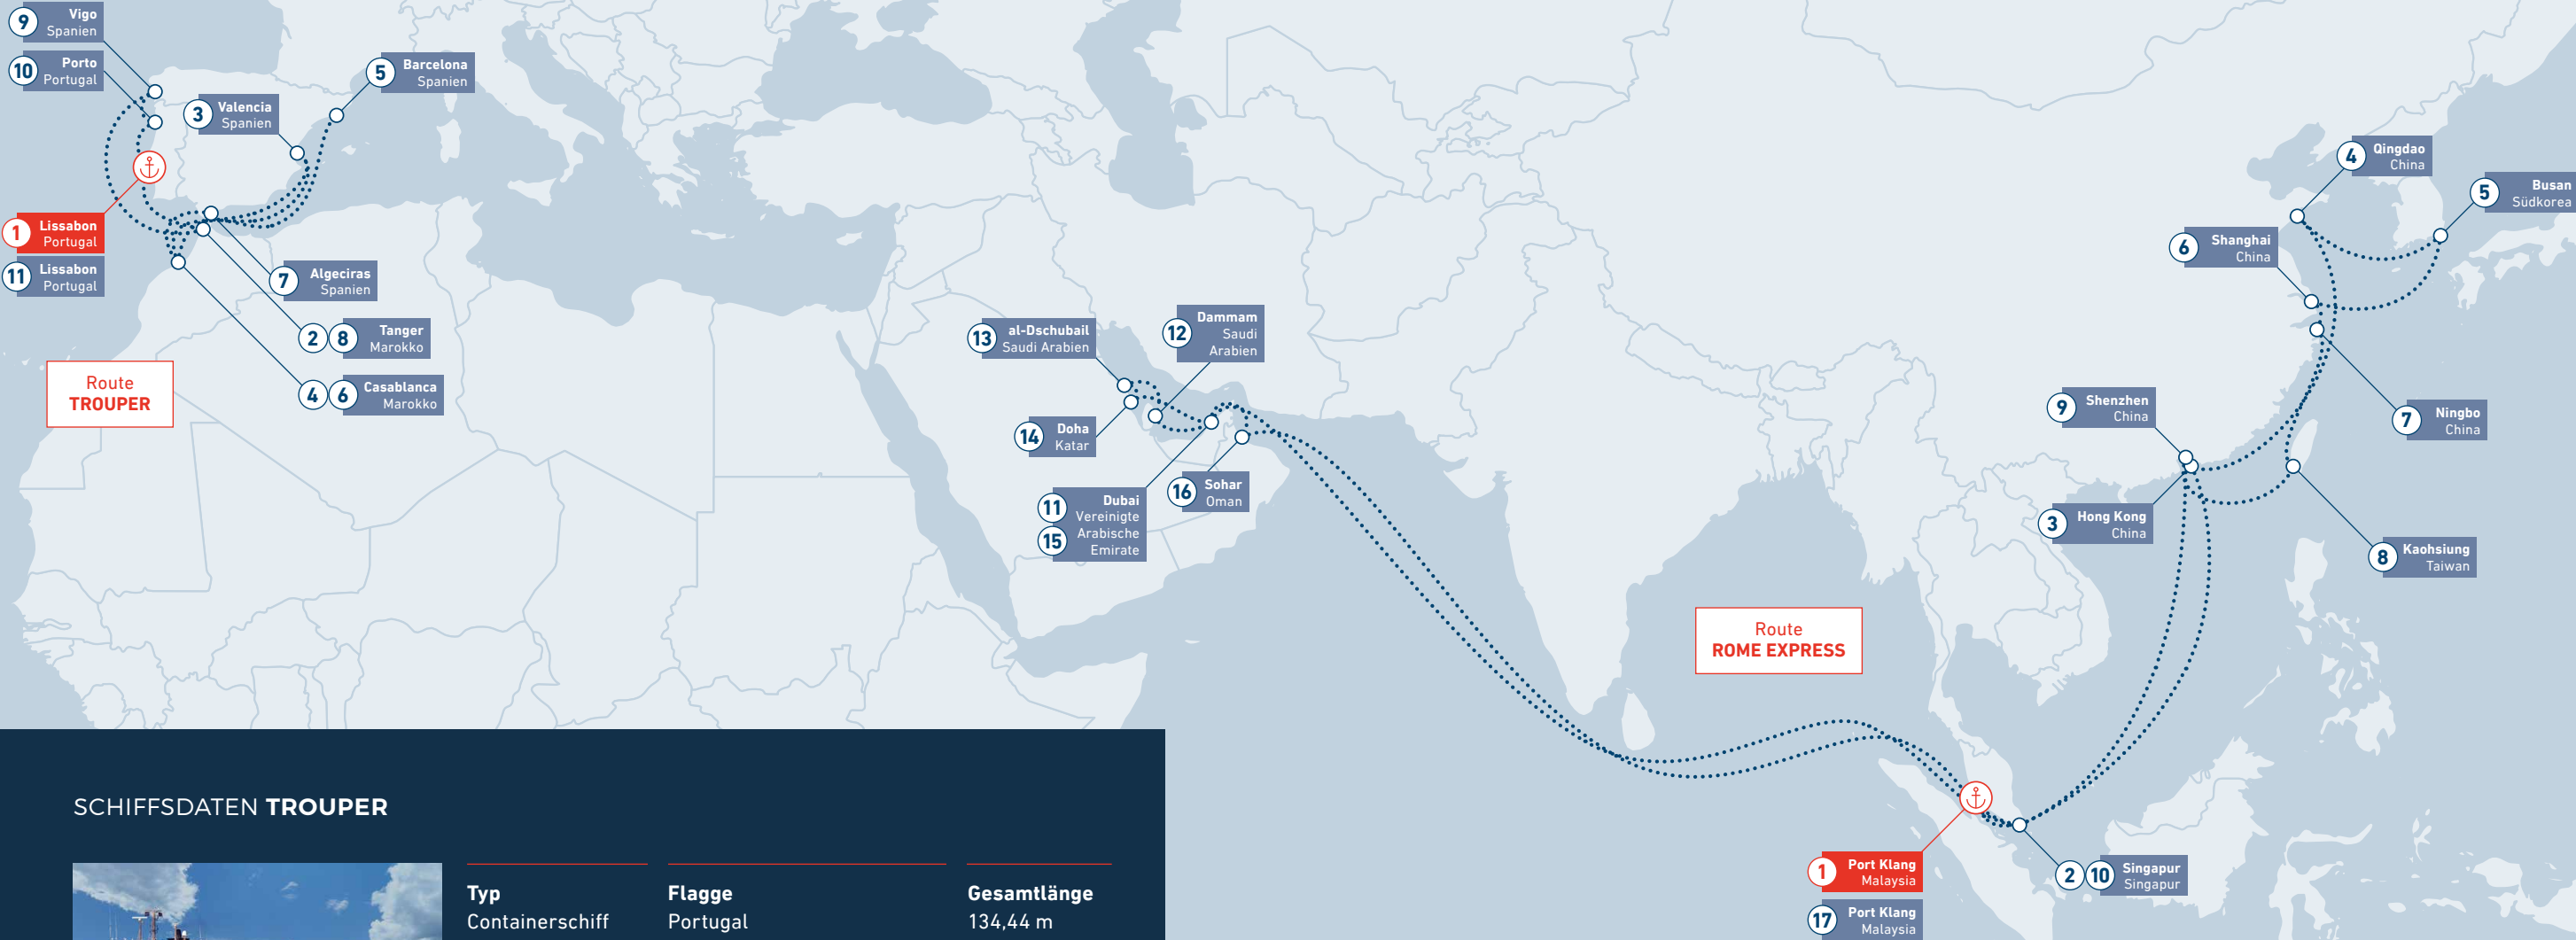 9
Vigo
Spanien
10
Porto
Portugal
5
Barcelona
Spanien
3
Valencia
Spanien
1
Lissabon
Portugal
11
Lissabon
Portugal
7
Algeciras
Spanien
2
8
Tanger
Marokko
4
6
Casablanca
Marokko
Route
TROUPER
13
al-Dschubail
Saudi Arabien
12
Dammam
Saudi
Arabien
14
Doha
Katar
11
15
Dubai
Vereinigte
Arabische
Emirate
16
Sohar
Oman
4
Qingdao
China
5
Busan
Südkorea
6
Shanghai
China
9
Shenzhen
China
7
Ningbo
China
3
Hong Kong
China
8
Kaohsiung
Taiwan
Route
ROME EXPRESS
1
Port Klang
Malaysia
17
Port Klang
Malaysia
2
10
Singapur
Singapur
SCHIFFSDATEN TROUPER
Typ
Containerschiff
Flagge
Portugal
Gesamtlänge
134,44 m